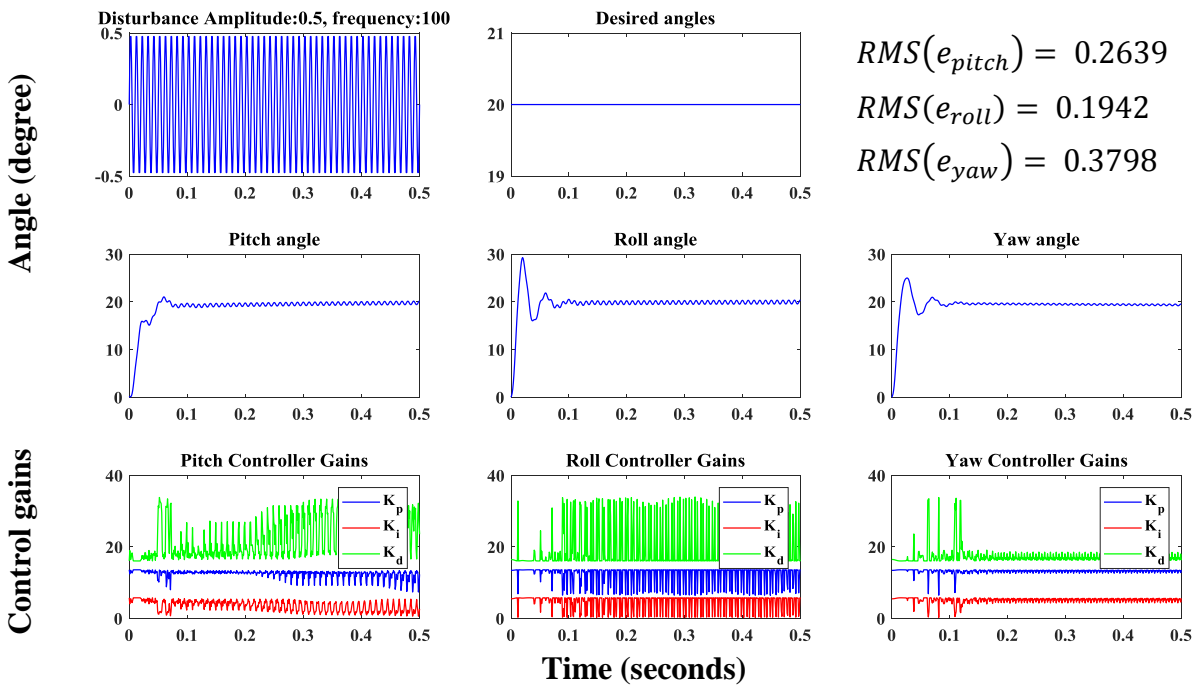 Disturbance Amplitude:0.5, frequency:100
0.5
0
-0.5
0 0.1 0.2 0.3 0.4 0.5
Desired angles
21
20
19
0 0.1 0.2 0.3 0.4 0.5
RMS(e_pitch) = 0.2639
RMS(e_roll) = 0.1942
RMS(e_yaw) = 0.3798
Angle (degree)
Pitch angle
30
20
10
0
0 0.1 0.2 0.3 0.4 0.5
Roll angle
30
20
10
0
0 0.1 0.2 0.3 0.4 0.5
Yaw angle
30
20
10
0
0 0.1 0.2 0.3 0.4 0.5
Control gains
Pitch Controller Gains
40
20
0
K_p
K_i
K_d
0 0.1 0.2 0.3 0.4 0.5
Roll Controller Gains
40
20
0
K_p
K_i
K_d
0 0.1 0.2 0.3 0.4 0.5
Yaw Controller Gains
40
20
0
K_p
K_i
K_d
0 0.1 0.2 0.3 0.4 0.5
Time (seconds)